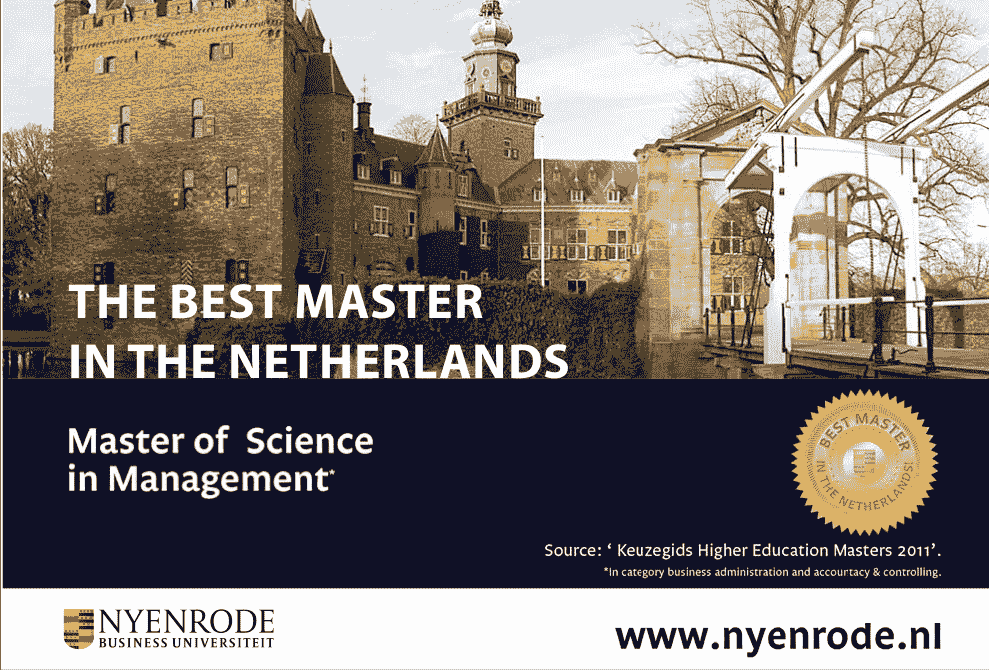 THE BEST MASTER
IN THE NETHERLANDS
Master of Science
in Management*
BEST MASTER
IN THE NETHERLANDS!
Source: ‘ Keuzegids Higher Education Masters 2011’.
*In category business administration and accountacy & controlling.
NYENRODE
BUSINESS UNIVERSITEIT
www.nyenrode.nl